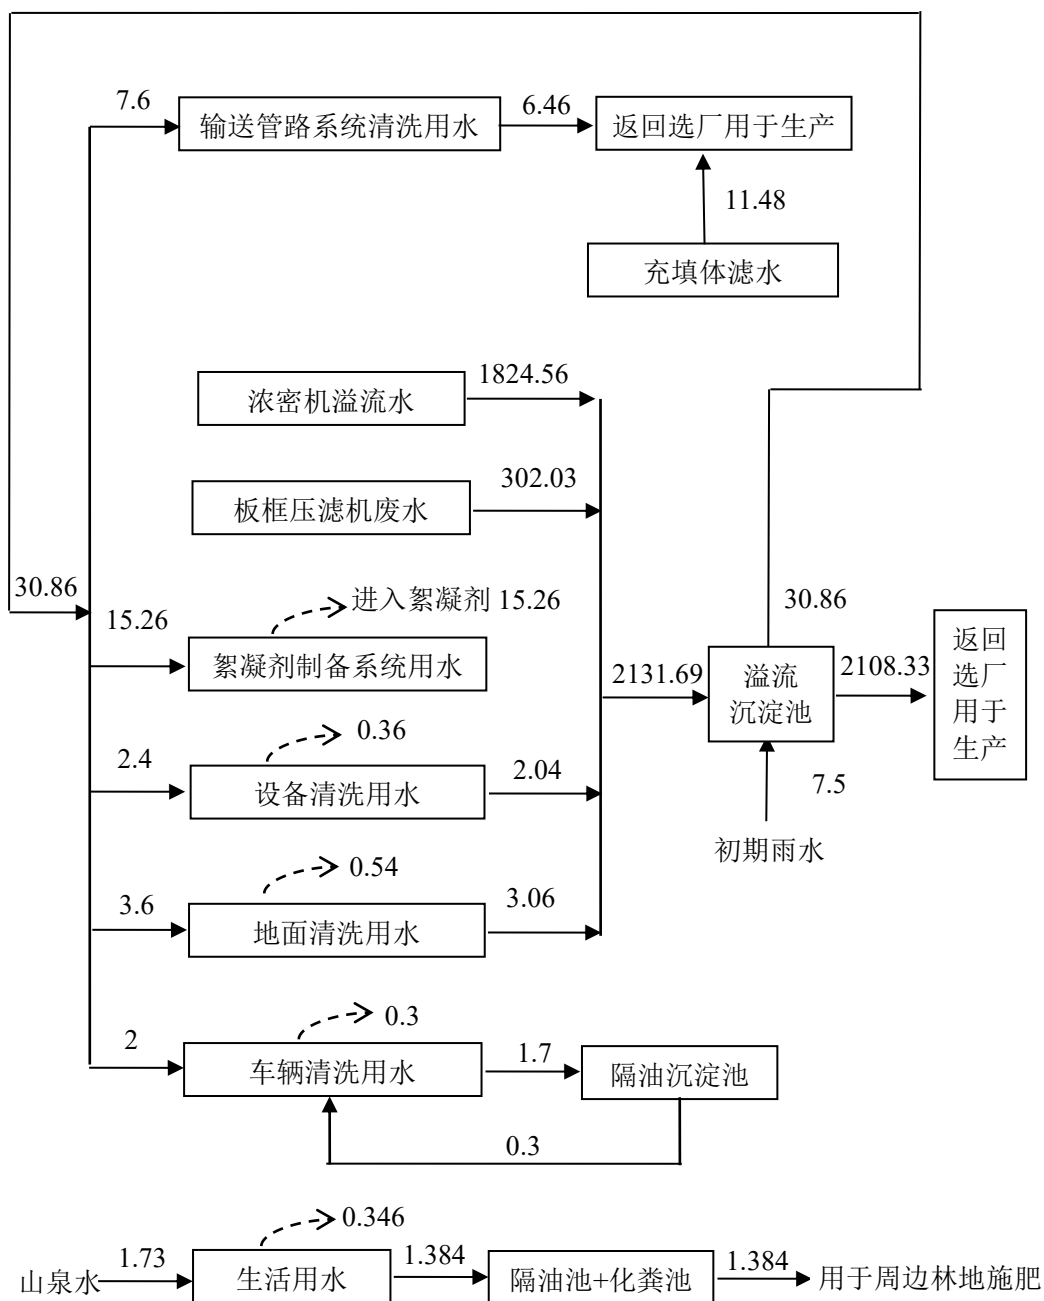 7.6
输送管路系统清洗用水
6.46
返回选厂用于生产
11.48
充填体滤水
浓密机溢流水
1824.56
板框压滤机废水
302.03
30.86
15.26
进入絮凝剂 15.26
絮凝剂制备系统用水
2131.69
溢流
沉淀池
30.86
2108.33
返回
选厂
用于
生产
0.36
2.4
设备清洗用水
2.04
7.5
初期雨水
0.54
3.6
地面清洗用水
3.06
0.3
2
车辆清洗用水
1.7
隔油沉淀池
0.3
0.346
山泉水
1.73
生活用水
1.384
隔油池+化粪池
1.384
用于周边林地施肥